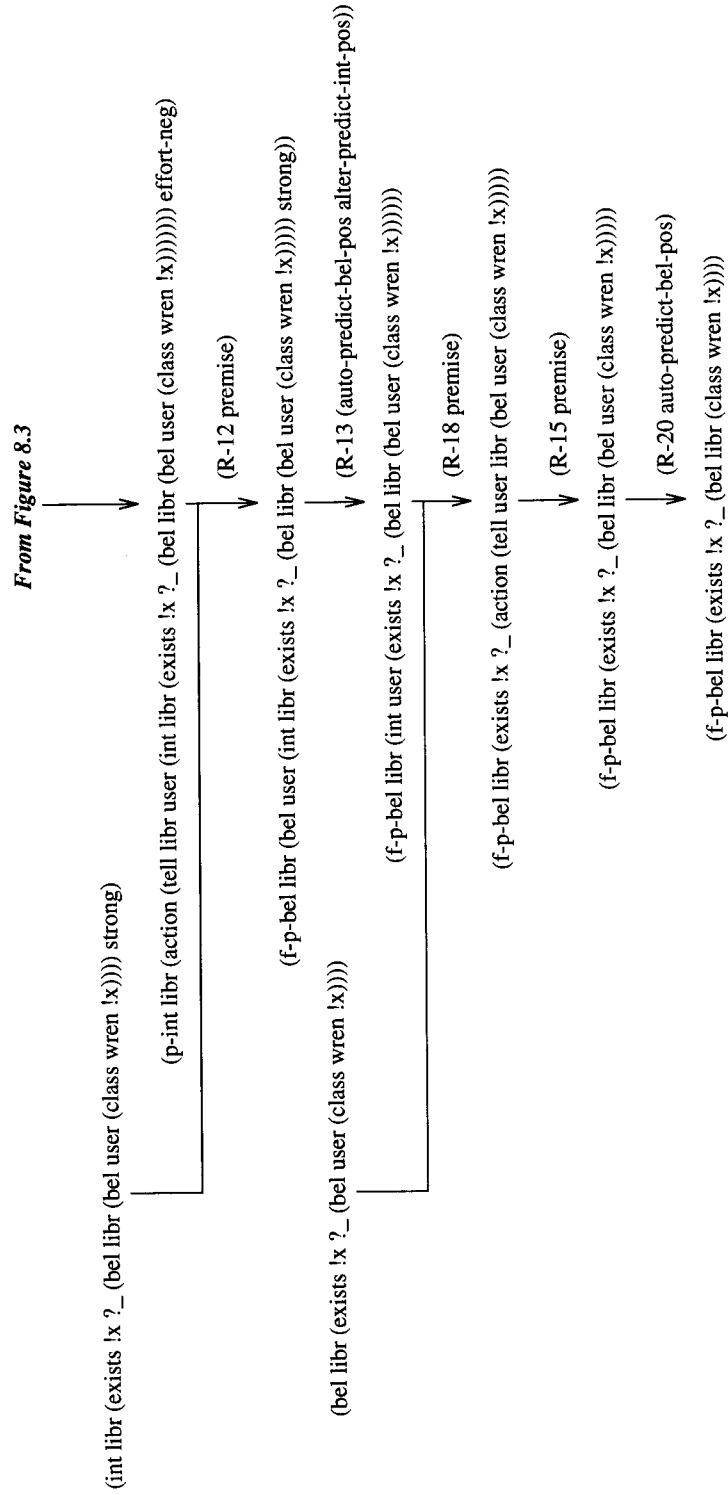 From Figure 8.3
(int libr (exists !x ?_ (bel libr (bel user (class wren !x)))) strong)
(p-int libr (action (tell libr user (int libr (exists !x ?_ (bel libr (bel user (class wren !x))))))) effort-neg)
(R-12 premise)
(f-p-bel libr (bel user (int libr (exists !x ?_ (bel libr (bel user (class wren !x))))) strong))
(R-13 (auto-predict-bel-pos alter-predict-int-pos))
(bel libr (exists !x ?_ (bel user (class wren !x))))
(f-p-bel libr (int user (exists !x ?_ (bel libr (bel user (class wren !x))))))
(R-18 premise)
(f-p-bel libr (exists !x ?_ (action (tell user libr (bel user (class wren !x))))))
(R-15 premise)
(f-p-bel libr (exists !x ?_ (bel libr (bel user (class wren !x)))))
(R-20 auto-predict-bel-pos)
(f-p-bel libr (exists !x ?_ (bel libr (class wren !x))))